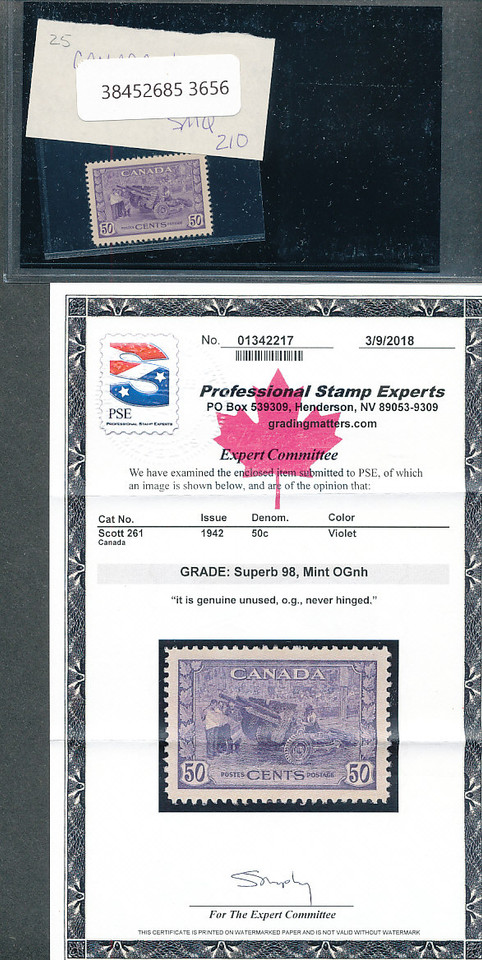 25
38452685 3656
SMQ
210
CANADA
50 POSTES CENTS POSTAGE 50
No. 01342217 3/9/2018
PSE
PROFESSIONAL STAMP EXPERTS
Professional Stamp Experts
PO Box 539309, Henderson, NV 89053-9309
gradingmatters.com
Expert Committee
We have examined the enclosed item submitted to PSE, of which
an image is shown below, and are of the opinion that:
Cat No. Issue Denom. Color
Scott 261 1942 50c Violet
Canada
GRADE: Superb 98, Mint OGnh
“it is genuine unused, o.g., never hinged.”
CANADA
50 POSTES CENTS POSTAGE 50
For The Expert Committee
THIS CERTIFICATE IS PRINTED ON WATERMARKED PAPER AND IS NOT VALID WITHOUT WATERMARK